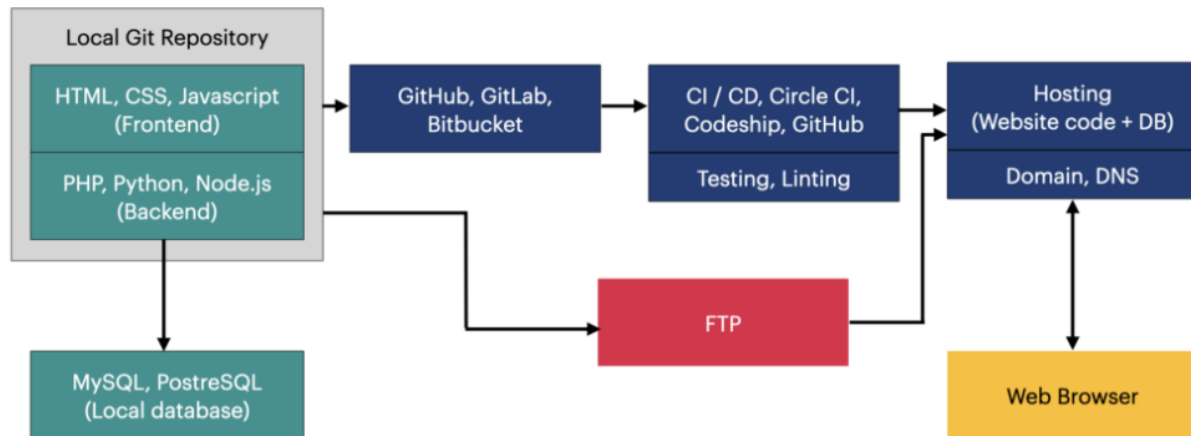 Local Git Repository
HTML, CSS, Javascript
(Frontend)
PHP, Python, Node.js
(Backend)
MySQL, PostreSQL
(Local database)
GitHub, GitLab,
Bitbucket
CI / CD, Circle CI,
Codeship, GitHub
Testing, Linting
FTP
Hosting
(Website code + DB)
Domain, DNS
Web Browser